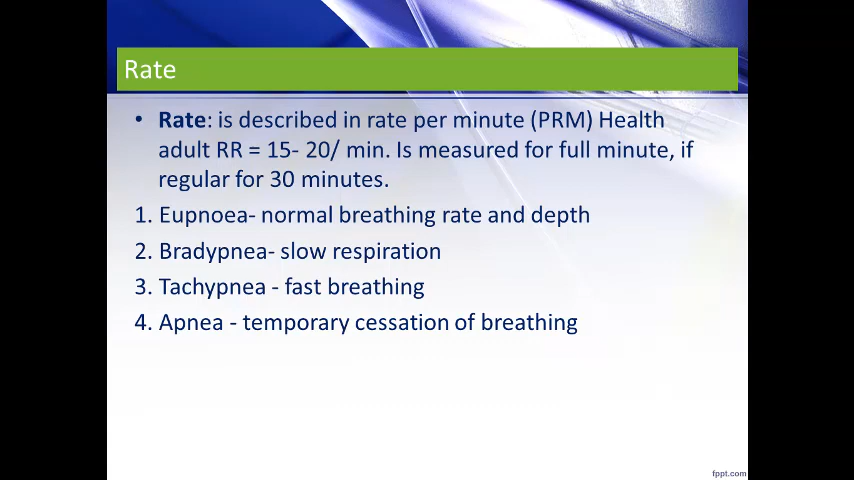 Rate
• Rate: is described in rate per minute (PRM) Health
adult RR = 15- 20/ min. Is measured for full minute, if
regular for 30 minutes.
1. Eupnoea- normal breathing rate and depth
2. Bradypnea- slow respiration
3. Tachypnea - fast breathing
4. Apnea - temporary cessation of breathing
fppt.com